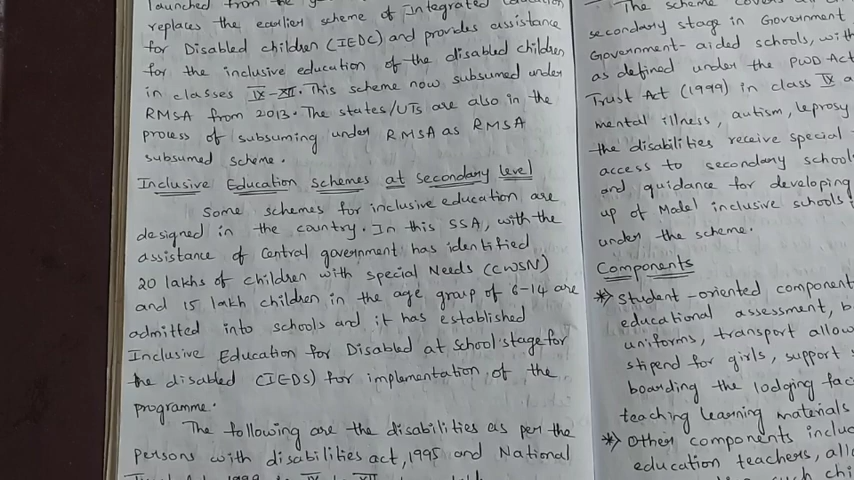 launched from the
replaces the earlier scheme of Integrated Education
for Disabled children (IEDC) and provides assistance
for the inclusive education of the disabled children
in classes IX-XII. This scheme now subsumed under
RMSA from 2013. The states/UTs are also in the
process of subsuming under RMSA as RMSA
subsumed scheme.
Inclusive Education schemes at secondary level
Some schemes for inclusive education are
designed in the country. In this SSA, with the
assistance of Central government has identified
20 lakhs of children with special Needs (CWSN)
and 15 lakh children in the age group of 6-14 are
admitted into schools and it has established
Inclusive Education for Disabled at school stage for
the disabled (IEDS) for implementation of the
programme.
The following are the disabilities as per the
persons with disabilities act, 1995 and National
The scheme covers
secondary stage in Government
Government-aided schools, with
as defined under the PWD Act
Trust Act (1999) in class IX
mental illness, autism, leprosy
the disabilities receive special
access to secondary school
and guidance for developing
up of Model inclusive schools
under the scheme.
Components
* student-oriented component
educational assessment, b
uniforms, transport allow
stipend for girls, support s
boarding the lodging fac
teaching learning materials
* other components includ
education teachers, all
such chi